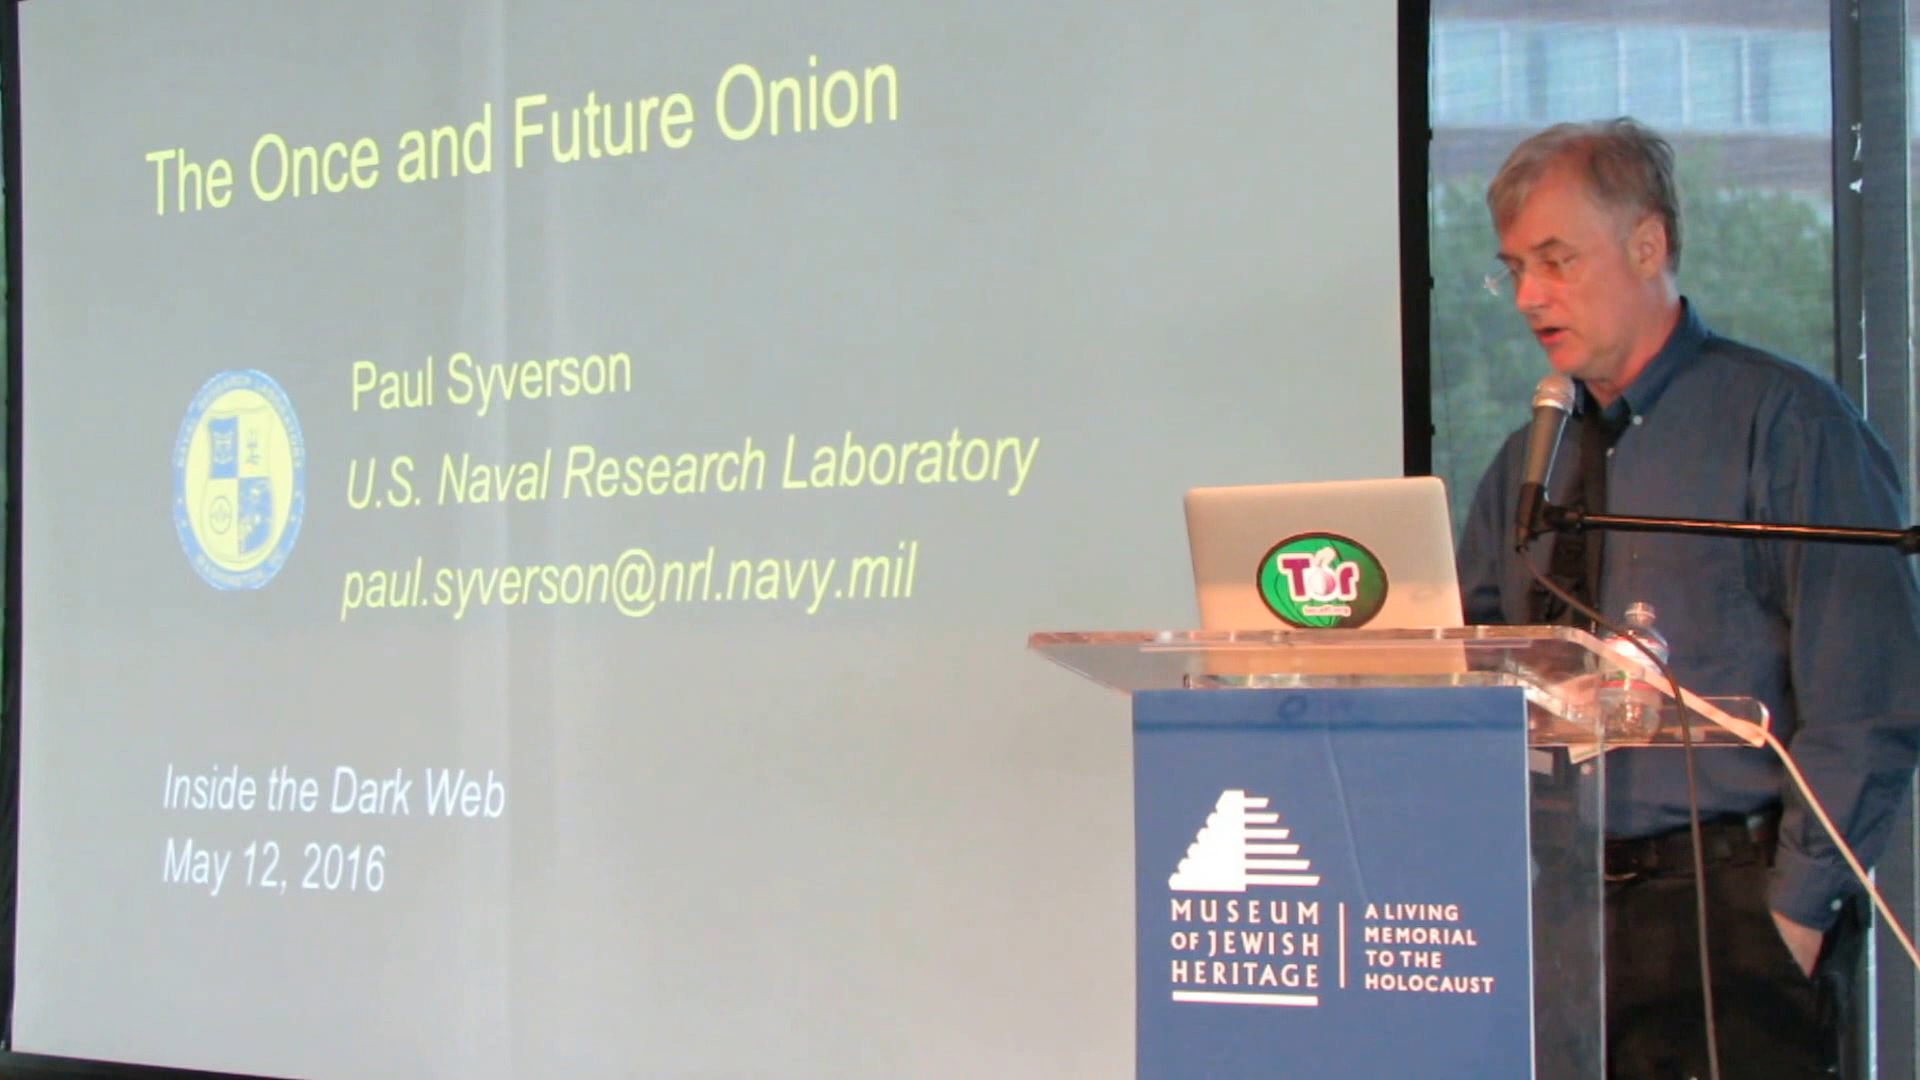 The Once and Future Onion
Paul Syverson
U.S. Naval Research Laboratory
paul.syverson@nrl.navy.mil
Inside the Dark Web
May 12, 2016
Tor
MUSEUM
OF JEWISH
HERITAGE
A LIVING
MEMORIAL
TO THE
HOLOCAUST